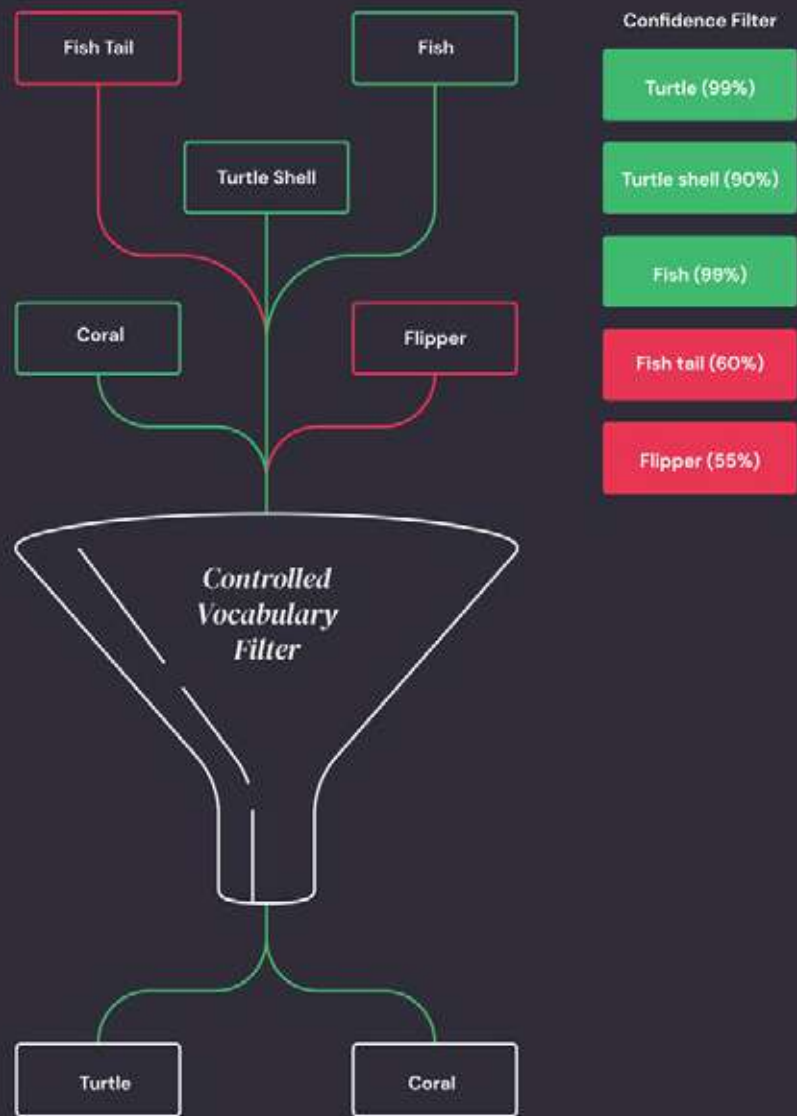 Fish Tail
Fish
Turtle Shell
Coral
Flipper
Controlled
Vocabulary
Filter
Turtle
Coral
Confidence Filter
Turtle (99%)
Turtle shell (90%)
Fish (99%)
Fish tail (60%)
Flipper (55%)